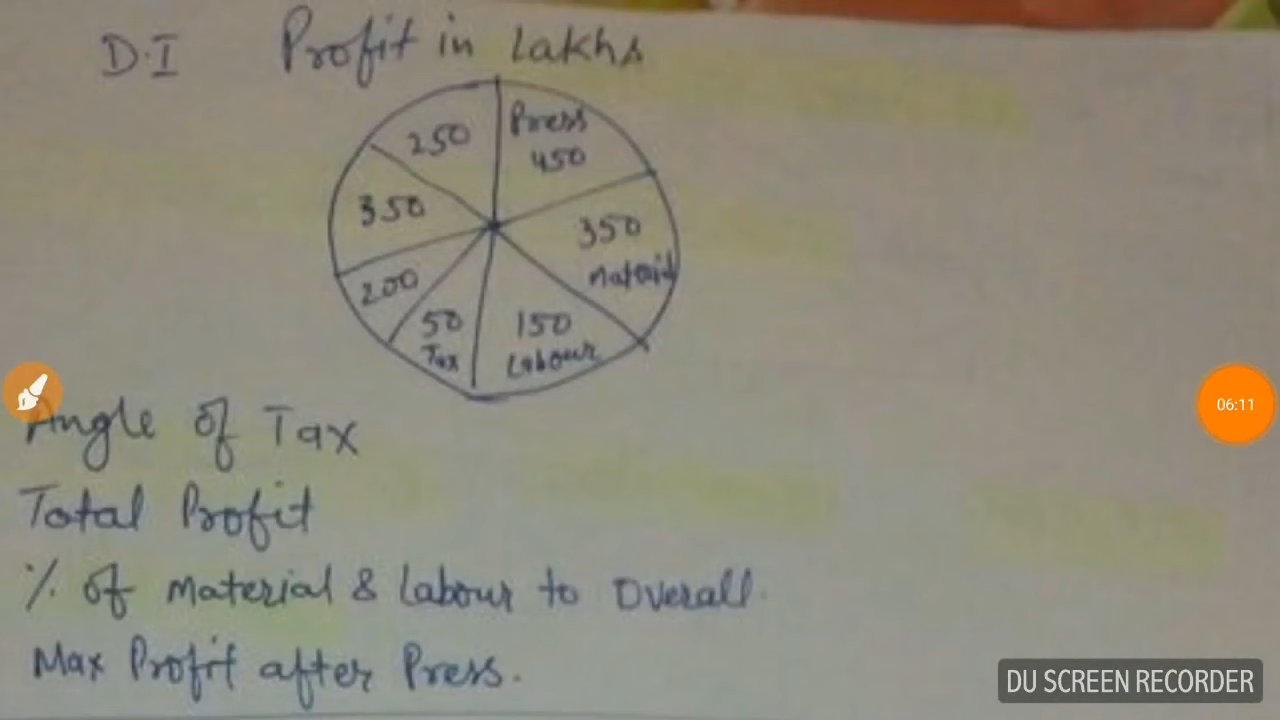 D.I Profit in Lakhs
250
Press
450
350
350
Material
200
50
Tax
150
Labour
06:11
Angle of Tax
Total Profit
% of Material & Labour to Overall.
Max Profit after Press.
DU SCREEN RECORDER